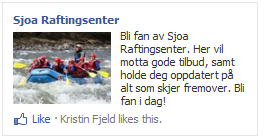 Sjoa Raftingsenter
Bli fan av Sjoa
Raftingsenter. Her vil
motta gode tilbud, samt
holde deg oppdatert på
alt som skjer fremover. Bli
fan i dag!
Like · Kristin Fjeld likes this.